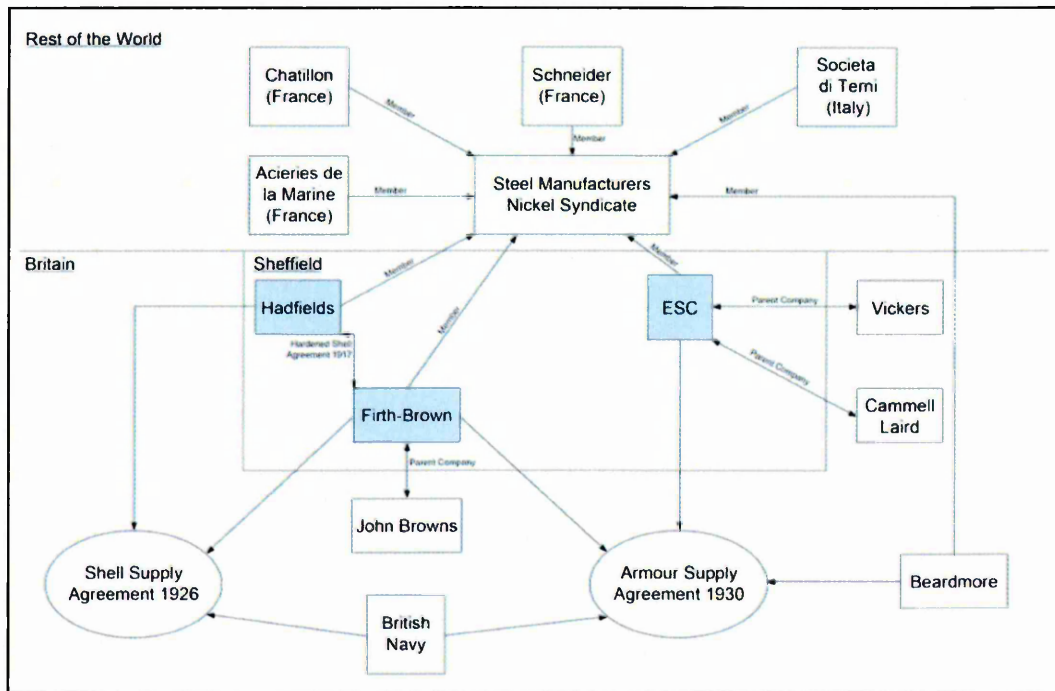 Rest of the World
Chatillon
(France)
Schneider
(France)
Societa
di Terni
(Italy)
Member
Member
Member
Acieries de
la Marine
(France)
Member
Steel Manufacturers
Nickel Syndicate
Member
Britain
Sheffield
Member
Member
Hadfields
ESC
Parent Company
Vickers
Hardened Shell
Agreement 1917
Member
Parent Company
Firth-Brown
Cammell
Laird
Parent Company
John Browns
Shell Supply
Agreement 1926
Armour Supply
Agreement 1930
Beardmore
British
Navy